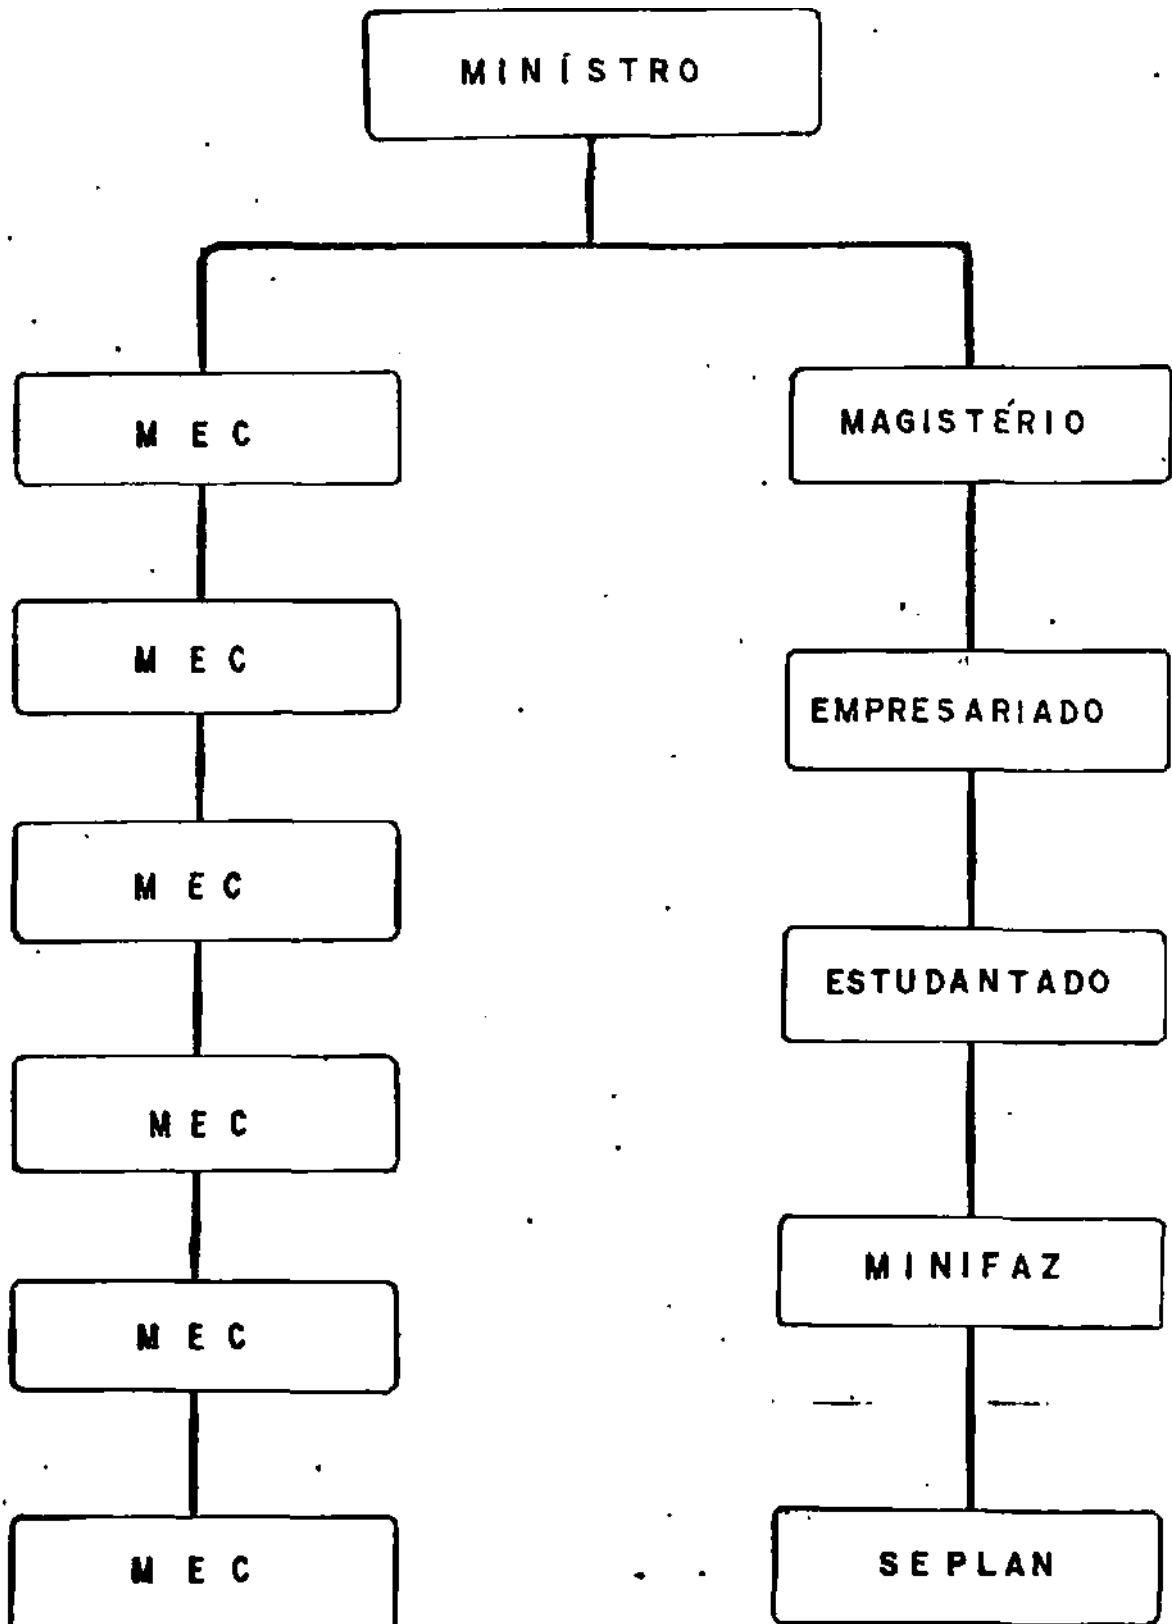 MINÍSTRO
MEC
MAGISTÉRIO
MEC
EMPRESARIADO
MEC
ESTUDANTADO
MEC
MINIFAZ
MEC
MEC
SEPLAN